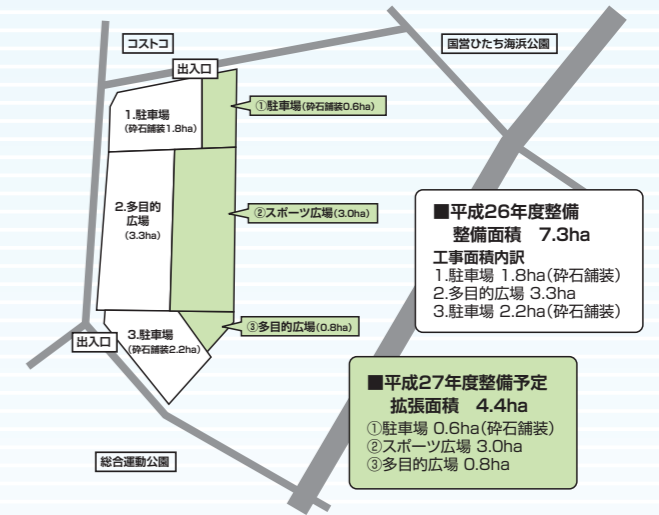 コストコ
国営ひたち海浜公園
出入口
1.駐車場
(砕石舗装1.8ha)
①駐車場(砕石舗装0.6ha)
2.多目的
広場
(3.3ha)
②スポーツ広場(3.0ha)
3.駐車場
(砕石舗装2.2ha)
③多目的広場(0.8ha)
出入口
総合運動公園
■平成26年度整備
整備面積 7.3ha
工事面積内訳
1.駐車場 1.8ha(砕石舗装)
2.多目的広場 3.3ha
3.駐車場 2.2ha(砕石舗装)
■平成27年度整備予定
拡張面積 4.4ha
①駐車場 0.6ha(砕石舗装)
②スポーツ広場 3.0ha
③多目的広場 0.8ha